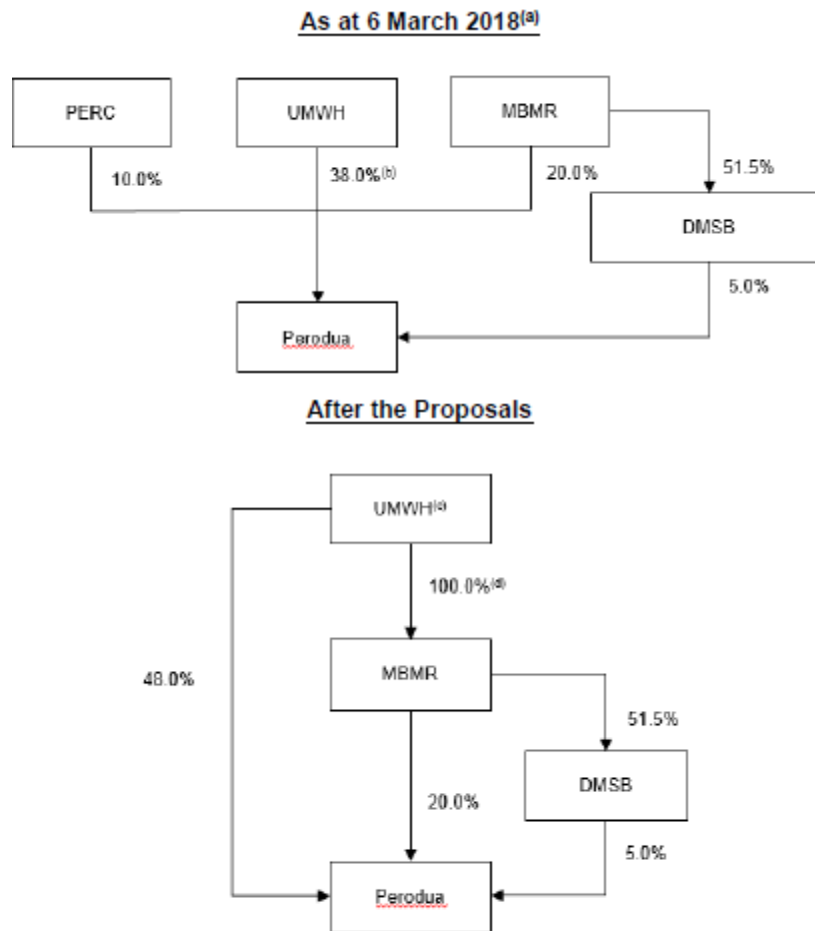 As at 6 March 2018(a)
PERC
UMWH
MBMR
10.0%
38.0%(b)
20.0%
51.5%
DMSB
5.0%
Perodua
After the Proposals
UMWH(c)
100.0%(d)
48.0%
MBMR
51.5%
20.0%
DMSB
5.0%
Perodua